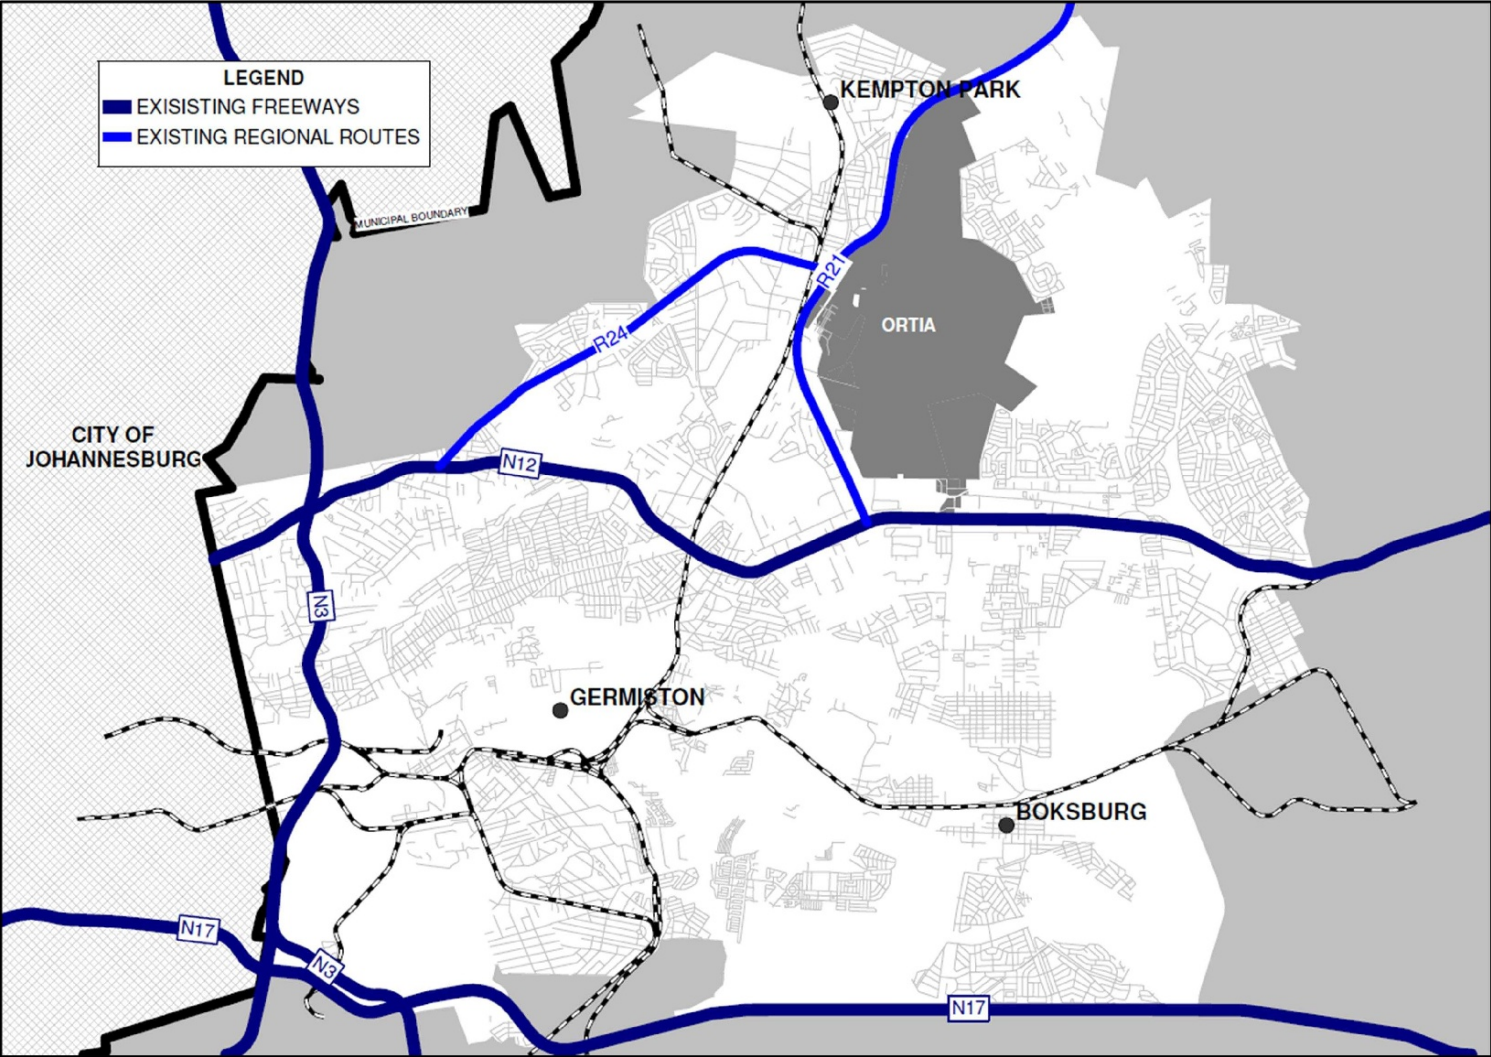 LEGEND
EXISISTING FREEWAYS
EXISTING REGIONAL ROUTES
KEMPTON PARK
MUNICIPAL BOUNDARY
R21
ORTIA
R24
CITY OF
JOHANNESBURG
N12
N3
GERMISTON
BOKSBURG
N17
N3
N17